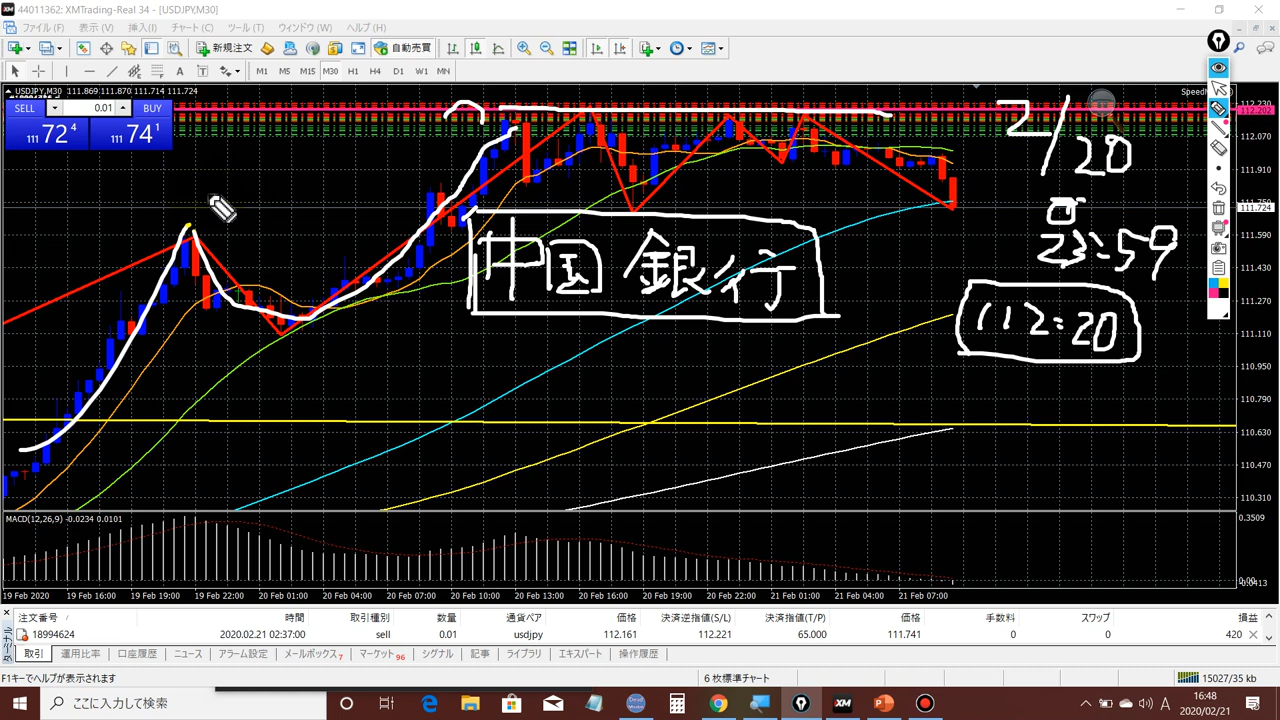 44011362: XMTrading-Real 34 - [USDJPY,M30]
ファイル (F) 表示 (V) 挿入(I) チャート (C) ツール (T) ウィンドウ (W) ヘルプ (H)
新規注文 自動売買
A T M1 M5 M15 M30 H1 H4 D1 W1 MN
USDJPY,M30 111.869 111.870 111.714 111.724
SELL 0.01 BUY
111 72 4 111 74 1
112.230
112.202
112.070
111.910
111.724
111.590
111.430
111.270
111.110
110.950
110.790
110.630
110.470
110.310
2/20
23:59
112:20
中国銀行
MACD(12,26,9) -0.0234 0.0101
0.3509
19 Feb 2020 19 Feb 16:00 19 Feb 19:00 19 Feb 22:00 20 Feb 01:00 20 Feb 04:00 20 Feb 07:00 20 Feb 10:00 20 Feb 13:00 20 Feb 16:00 20 Feb 19:00 20 Feb 22:00 21 Feb 01:00 21 Feb 04:00 21 Feb 07:00
注文番号 / 時間 取引種別 数量 通貨ペア 価格 決済逆指値(S/L) 決済指値(T/P) 価格 手数料 スワップ 損益
18994624 2020.02.21 02:37:00 sell 0.01 usdjpy 112.161 112.221 65.000 111.741 0 0 420
ターミナル
取引 運用比率 口座履歴 ニュース アラーム設定 メールボックス 7 マーケット 96 シグナル 記事 ライブラリ エキスパート 操作履歴
F1キーでヘルプが表示されます 6 枚標準チャート 15027/35 kb
ここに入力して検索 XM A 16:48
2020/02/21